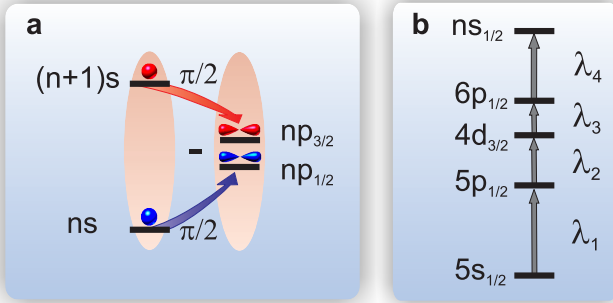 a
(n+1)s
π/2
np3/2
-
np1/2
ns
π/2
b
ns1/2
λ4
6p1/2
λ3
4d3/2
λ2
5p1/2
λ1
5s1/2